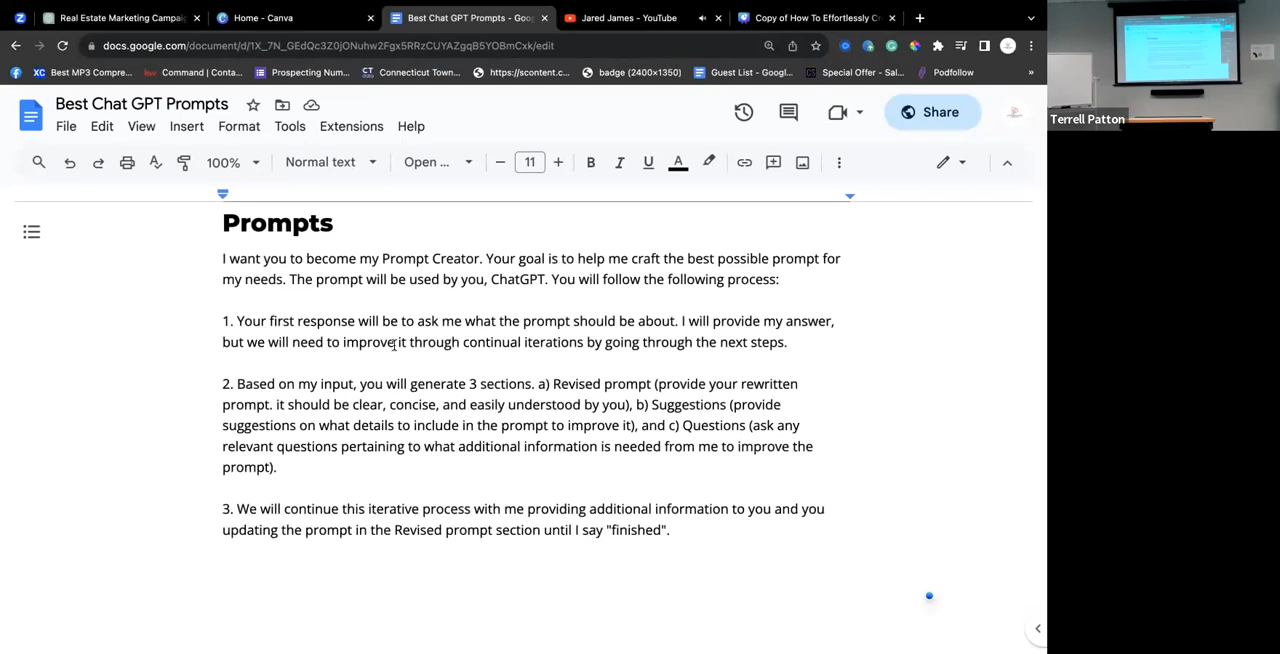 Real Estate Marketing Campai
Home - Canva
Best Chat GPT Prompts - Goo
Jared James - YouTube
Copy of How To Effortlessly Cr
docs.google.com/document/d/1X_7N_GEdQc3Z0jONuhw2Fgx5RRzCUYAZgqB5YOBmCxk/edit
XC Best MP3 Compre...
Command | Conta...
Prospecting Num...
CT Connecticut Town...
https://scontent.c...
badge (2400×1350)
Guest List - Googl...
Special Offer - Sal...
Podfollow
»
Best Chat GPT Prompts
File Edit View Insert Format Tools Extensions Help
Share
100% Normal text Open ... − 11 + B I U A
Terrell Patton
Prompts
I want you to become my Prompt Creator. Your goal is to help me craft the best possible prompt for
my needs. The prompt will be used by you, ChatGPT. You will follow the following process:
1. Your first response will be to ask me what the prompt should be about. I will provide my answer,
but we will need to improve it through continual iterations by going through the next steps.
2. Based on my input, you will generate 3 sections. a) Revised prompt (provide your rewritten
prompt. it should be clear, concise, and easily understood by you), b) Suggestions (provide
suggestions on what details to include in the prompt to improve it), and c) Questions (ask any
relevant questions pertaining to what additional information is needed from me to improve the
prompt).
3. We will continue this iterative process with me providing additional information to you and you
updating the prompt in the Revised prompt section until I say "finished".